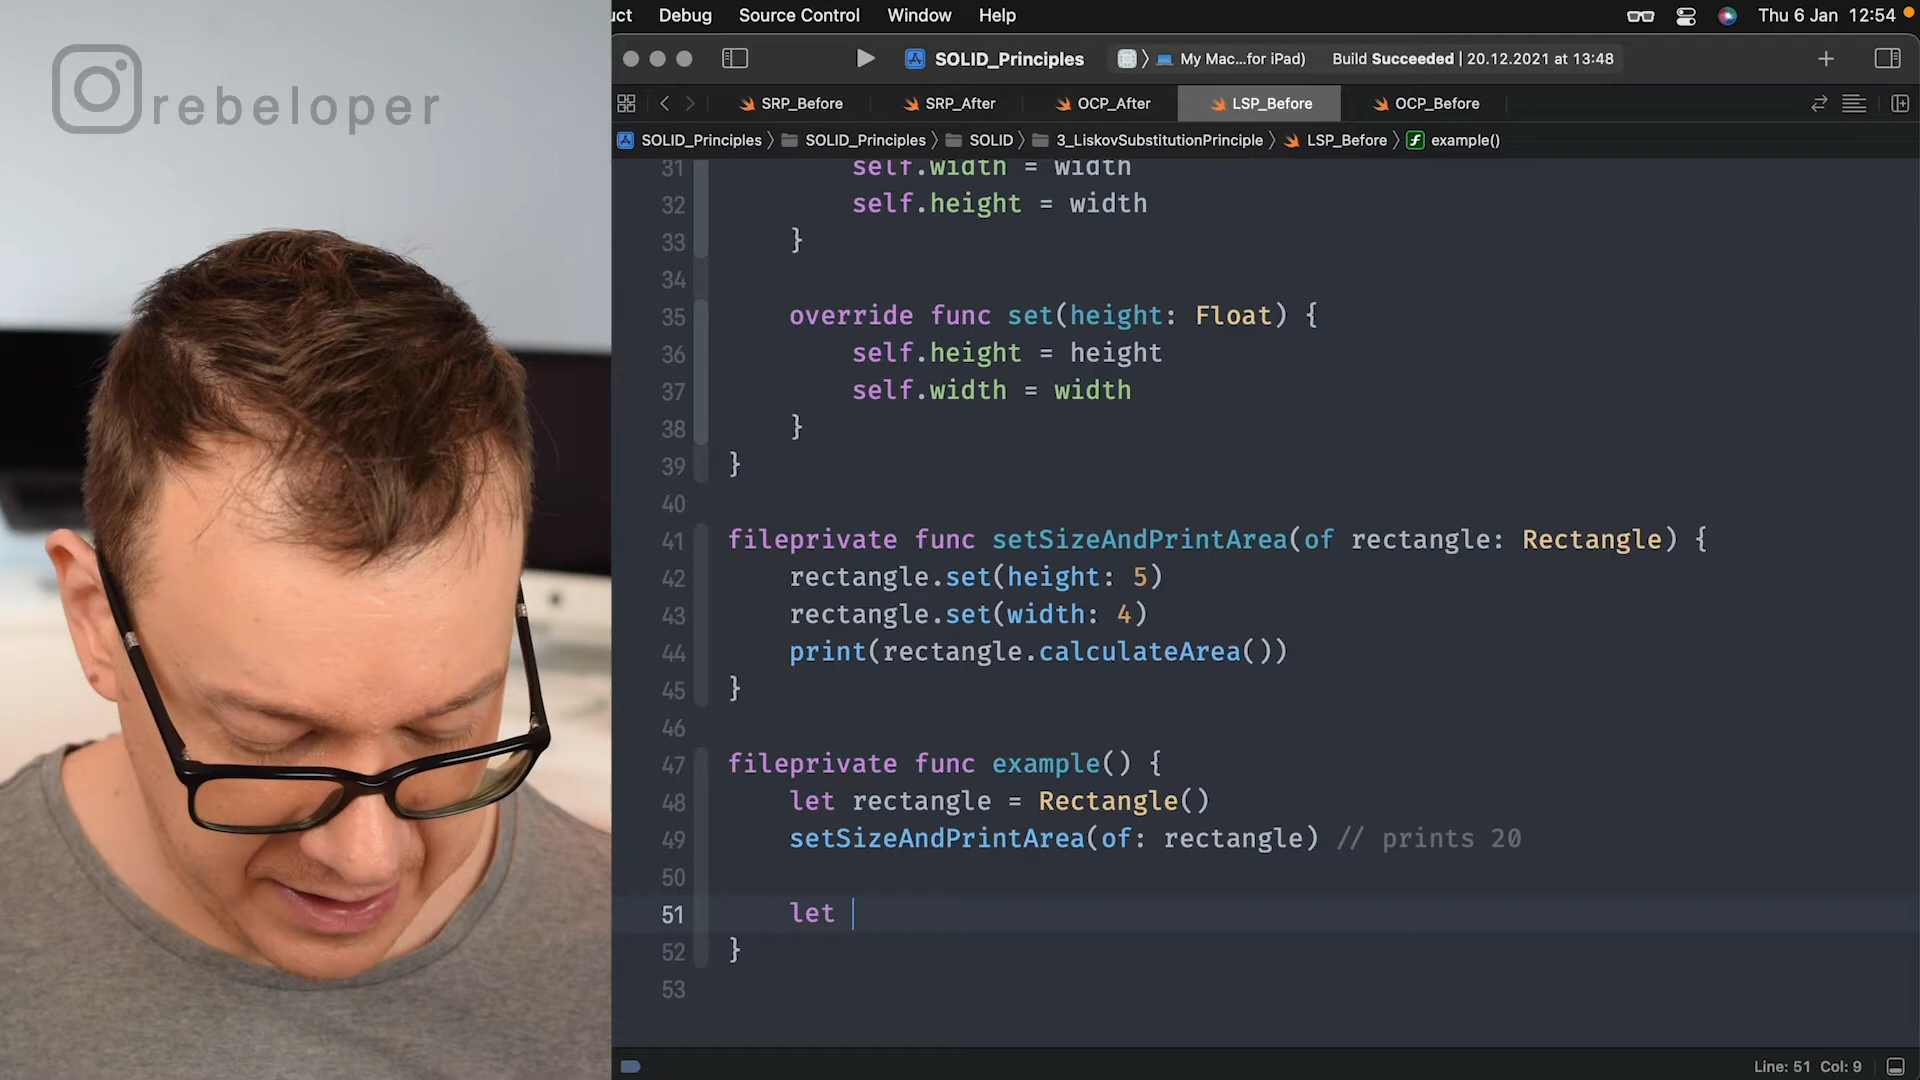 uct Debug Source Control Window Help Thu 6 Jan 12:54
rebeloper
SOLID_Principles My Mac...for iPad) Build Succeeded | 20.12.2021 at 13:48
SRP_Before SRP_After OCP_After LSP_Before OCP_Before
SOLID_Principles SOLID_Principles SOLID 3_LiskovSubstitutionPrinciple LSP_Before example()
31 self.width = width
32 self.height = width
33 }
34
35 override func set(height: Float) {
36 self.height = height
37 self.width = width
38 }
39 }
40
41 fileprivate func setSizeAndPrintArea(of rectangle: Rectangle) {
42 rectangle.set(height: 5)
43 rectangle.set(width: 4)
44 print(rectangle.calculateArea())
45 }
46
47 fileprivate func example() {
48 let rectangle = Rectangle()
49 setSizeAndPrintArea(of: rectangle) // prints 20
50
51 let
52 }
53
Line: 51 Col: 9